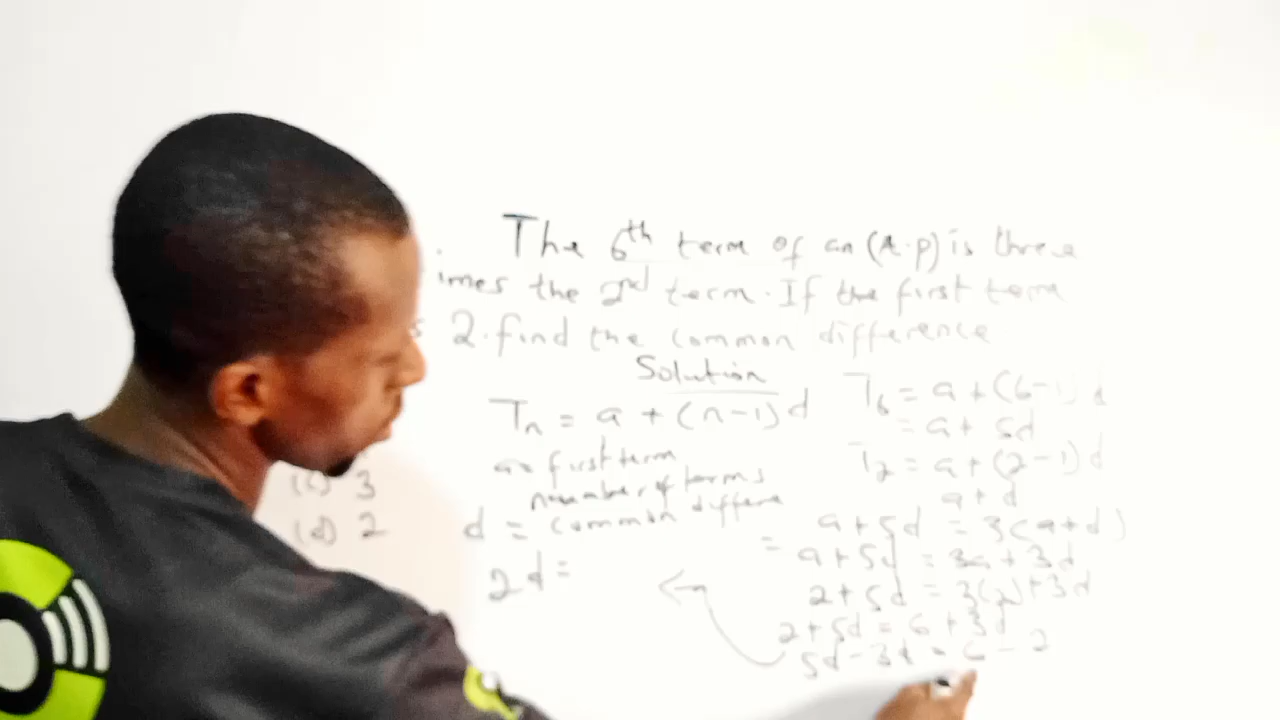 The 6th term of an (A.p) is three
imes the 2nd term. If the first term
s 2. find the common difference
Solution
Tn = a + (n-1)d
a= first term
number of terms
d = common differe
2d =
(c) 3
(d) 2
T6 = a + (6-1)d
= a + 5d
T2 = a + (2-1)d
a + d
a + 5d = 3(a+d)
= a + 5d = 3a + 3d
2 + 5d = 3(2) + 3d
2 + 5d = 6 + 3d
5d - 3d = 6 - 2